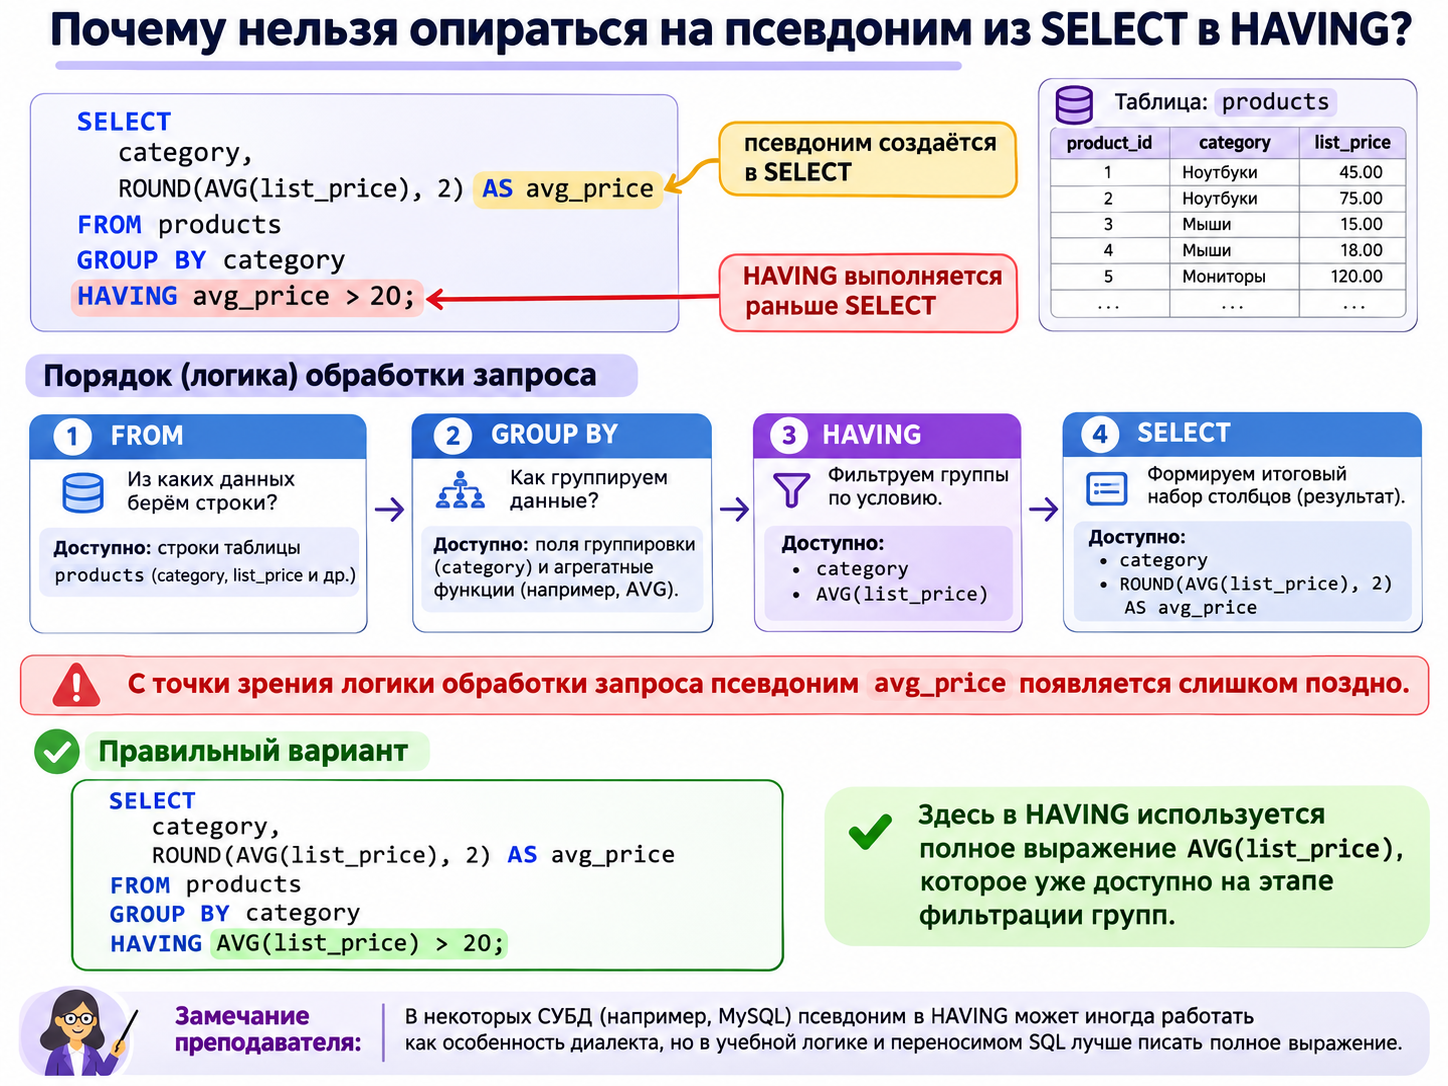 Почему нельзя опираться на псевдоним из SELECT в HAVING?
SELECT
category,
ROUND(AVG(list_price), 2) AS avg_price
FROM products
GROUP BY category
HAVING avg_price > 20;
псевдоним создаётся
в SELECT
HAVING выполняется
раньше SELECT
Таблица: products
product_id category list_price
1 Ноутбуки 45.00
2 Ноутбуки 75.00
3 Мыши 15.00
4 Мыши 18.00
5 Мониторы 120.00
... ... ...
Порядок (логика) обработки запроса
1 FROM
Из каких данных
берём строки?
Доступно: строки таблицы
products (category, list_price и др.)
2 GROUP BY
Как группируем
данные?
Доступно: поля группировки
(category) и агрегатные
функции (например, AVG).
3 HAVING
Фильтруем группы
по условию.
Доступно:
• category
• AVG(list_price)
4 SELECT
Формируем итоговый
набор столбцов (результат).
Доступно:
• category
• ROUND(AVG(list_price), 2)
AS avg_price
С точки зрения логики обработки запроса псевдоним avg_price появляется слишком поздно.
Правильный вариант
SELECT
category,
ROUND(AVG(list_price), 2) AS avg_price
FROM products
GROUP BY category
HAVING AVG(list_price) > 20;
Здесь в HAVING используется
полное выражение AVG(list_price),
которое уже доступно на этапе
фильтрации групп.
Замечание
преподавателя:
В некоторых СУБД (например, MySQL) псевдоним в HAVING может иногда работать
как особенность диалекта, но в учебной логике и переносимом SQL лучше писать полное выражение.